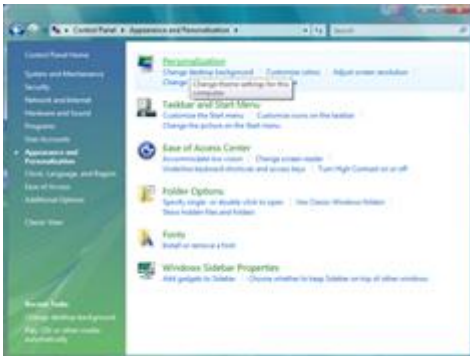 Control Panel ▸ Appearance and Personalization ▸
Search
Control Panel Home
System and Maintenance
Security
Network and Internet
Hardware and Sound
Programs
User Accounts
Appearance and
Personalization
Clock, Language, and Region
Ease of Access
Additional Options
Classic View
Recent Tasks
Change desktop background
Play CDs or other media
automatically
Personalization
Change desktop background
Customize colors
Adjust screen resolution
Change
Change theme settings for this
computer.
Taskbar and Start Menu
Customize the Start menu
Customize icons on the taskbar
Change the picture on the Start menu
Ease of Access Center
Accommodate low vision
Change screen reader
Underline keyboard shortcuts and access keys
Turn High Contrast on or off
Folder Options
Specify single- or double-click to open
Use Classic Windows folders
Show hidden files and folders
Fonts
Install or remove a font
Windows Sidebar Properties
Add gadgets to Sidebar
Choose whether to keep Sidebar on top of other windows